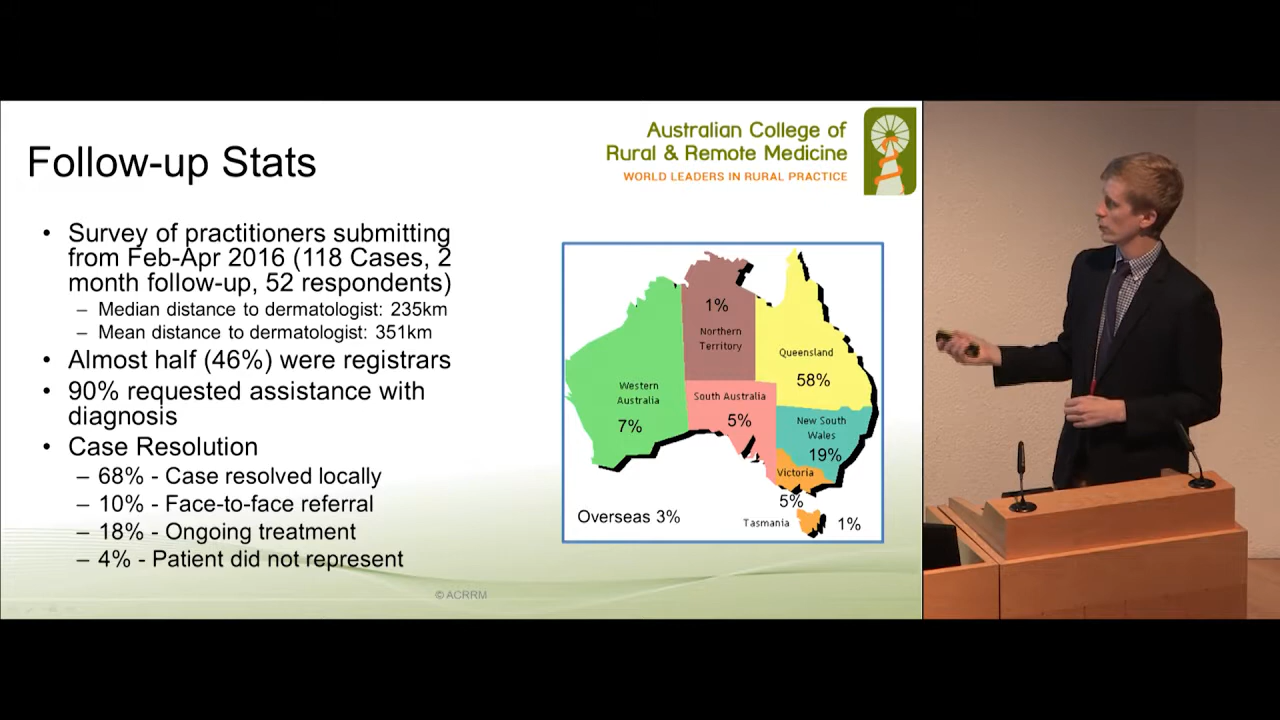 Follow-up Stats
Australian College of
Rural & Remote Medicine
WORLD LEADERS IN RURAL PRACTICE
• Survey of practitioners submitting
from Feb-Apr 2016 (118 Cases, 2
month follow-up, 52 respondents)
– Median distance to dermatologist: 235km
– Mean distance to dermatologist: 351km
• Almost half (46%) were registrars
• 90% requested assistance with
diagnosis
• Case Resolution
– 68% - Case resolved locally
– 10% - Face-to-face referral
– 18% - Ongoing treatment
– 4% - Patient did not represent
1%
Northern
Territory
Queensland
58%
Western
Australia
7%
South Australia
5%
New South
Wales
19%
Victoria
5%
Tasmania
1%
Overseas 3%
© ACRRM